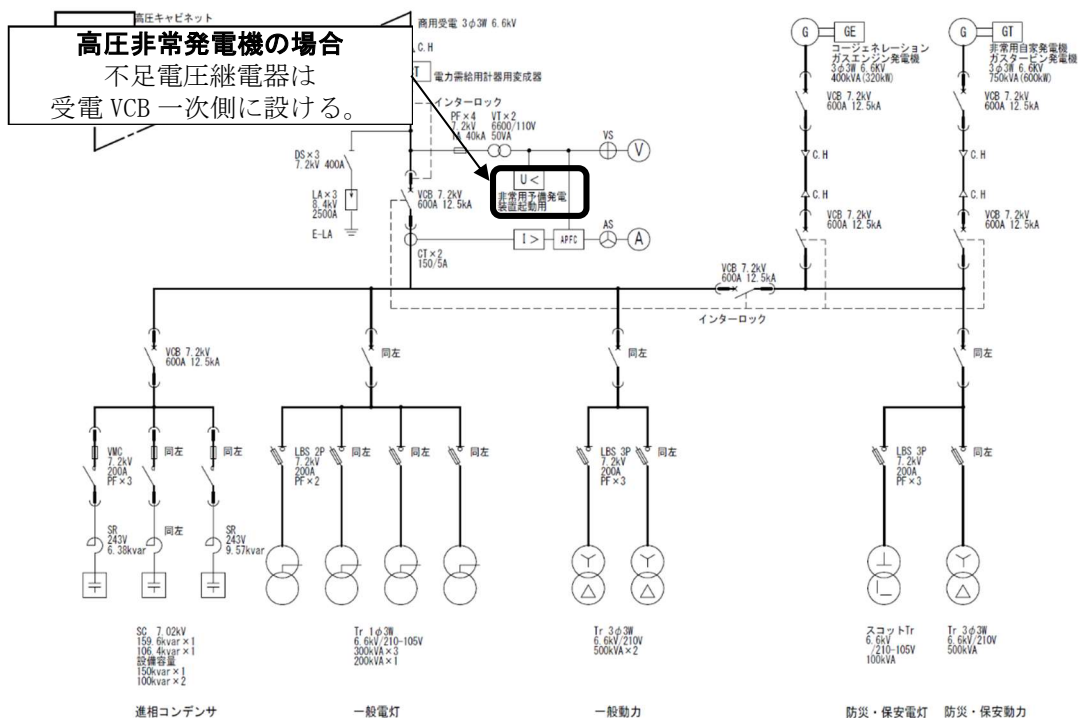 高圧キャビネット
高圧非常発電機の場合
不足電圧継電器は
受電 VCB 一次側に設ける。
商用受電 3φ3W 6.6kV
C.H
T
電力需給用計器用変成器
インターロック
PF×4
7.2kV
1A 40kA
VT×2
6600/110V
50VA
VS
V
DS×3
7.2kV 400A
LA×3
8.4kV
2500A
E-LA
VCB 7.2kV
600A 12.5kA
U<
非常用予備発電
装置起動用
CT×2
150/5A
I>
APFC
AS
A
G
GE
コージェネレーション
ガスエンジン発電機
3φ3W 6.6KV
400kVA(320kW)
VCB 7.2kV
600A 12.5kA
C.H
C.H
VCB 7.2kV
600A 12.5kA
G
GT
非常用自家発電機
ガスタービン発電機
3φ3W 6.6KV
750kVA(600kW)
VCB 7.2kV
600A 12.5kA
C.H
C.H
VCB 7.2kV
600A 12.5kA
VCB 7.2kV
600A 12.5kA
インターロック
VCB 7.2kV
600A 12.5kA
同左
同左
同左
VMC
7.2kV
200A
PF×3
同左
同左
LBS 2P
7.2kV
200A
PF×2
同左
同左
同左
LBS 3P
7.2kV
200A
PF×3
同左
LBS 3P
7.2kV
200A
PF×3
同左
SR
243V
6.38kvar
同左
SR
243V
9.57kvar
SC 7.02kV
159.6kvar×1
106.4kvar×1
設備容量
150kvar×1
100kvar×2
Tr 1φ3W
6.6kV/210-105V
300kVA×3
200kVA×1
Tr 3φ3W
6.6kV/210V
500kVA×2
スコットTr
6.6kV
/210-105V
100kVA
Tr 3φ3W
6.6kV/210V
500kVA
進相コンデンサ
一般電灯
一般動力
防災・保安電灯
防災・保安動力